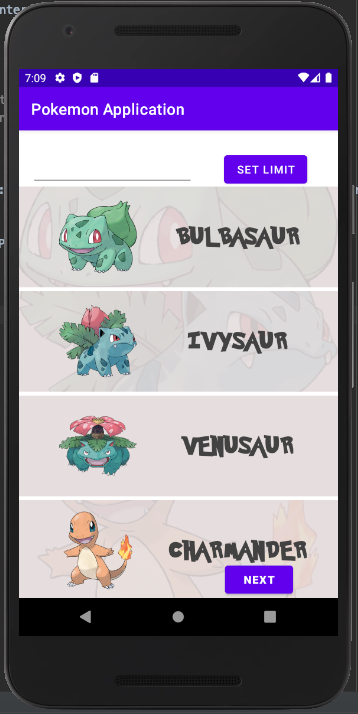 7:09
Pokemon Application
SET LIMIT
BULBASAUR
IVYSAUR
VENUSAUR
CHARMANDER
NEXT